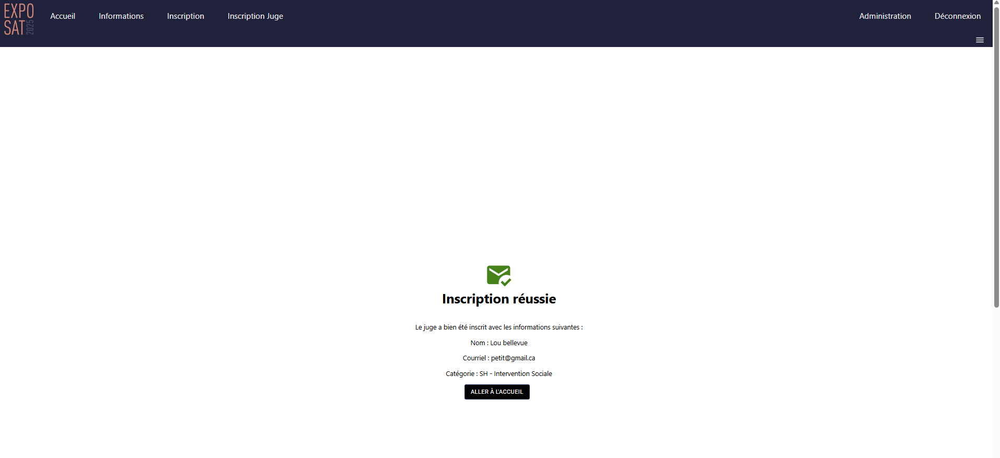 EXPO
SAT 2025
Accueil
Informations
Inscription
Inscription Juge
Administration
Déconnexion
Inscription réussie
Le juge a bien été inscrit avec les informations suivantes :
Nom : Lou bellevue
Courriel : petit@gmail.ca
Catégorie : SH - Intervention Sociale
ALLER À L'ACCUEIL